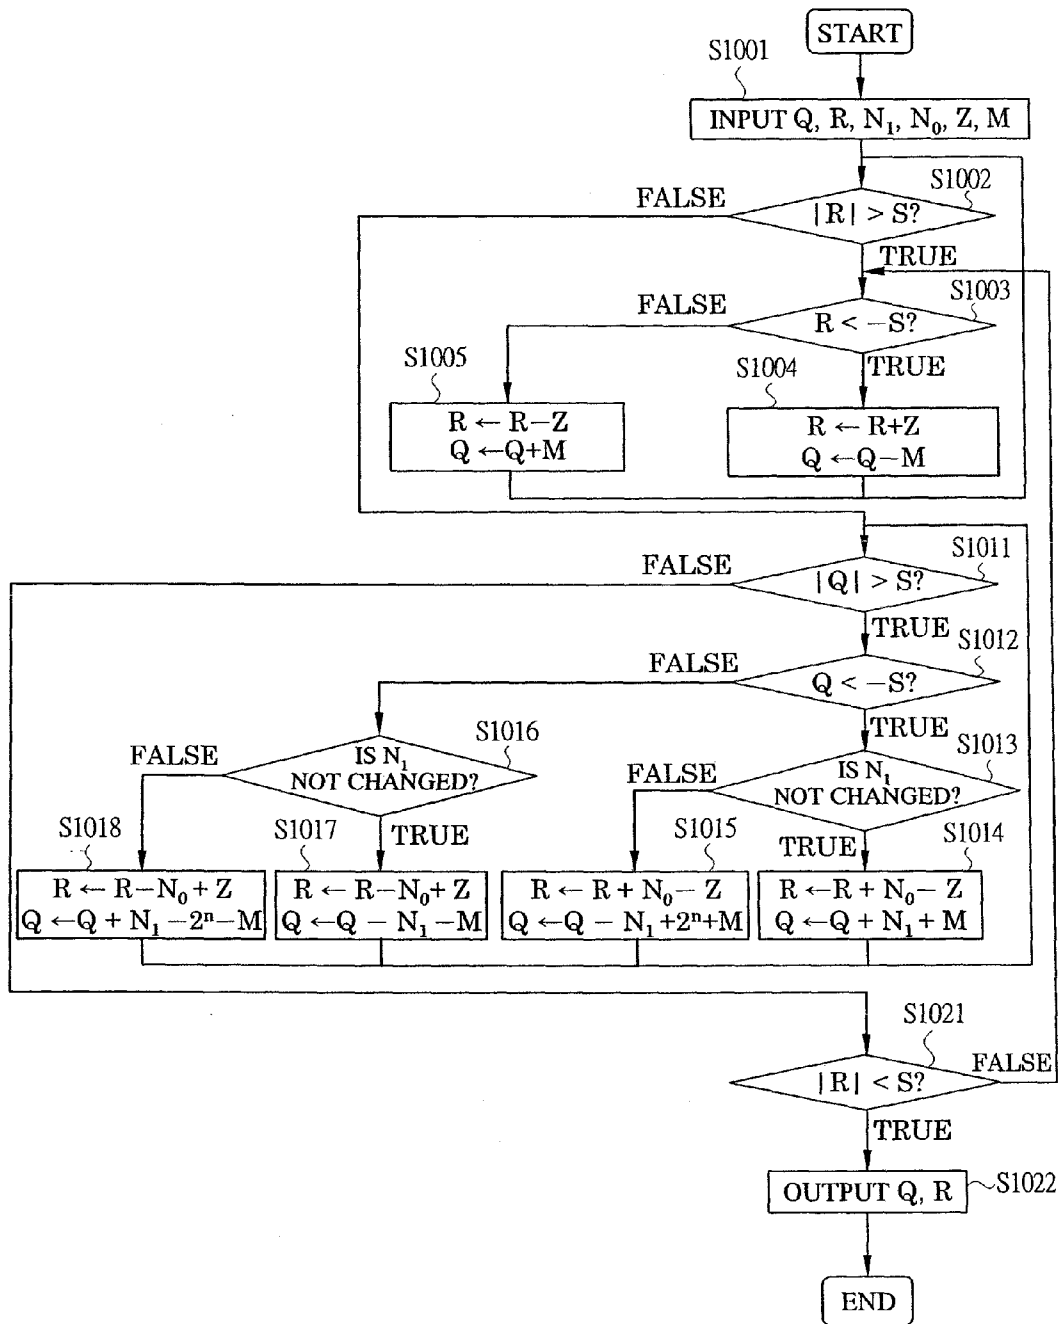 START
S1001
INPUT Q, R, N₁, N₀, Z, M
S1002
FALSE
|R| > S?
TRUE
S1003
FALSE
R < −S?
TRUE
S1005
R ← R−Z
Q ←Q+M
S1004
R ← R+Z
Q ←Q−M
S1011
FALSE
|Q| > S?
TRUE
S1012
FALSE
Q < −S?
TRUE
S1016
FALSE
IS N₁
NOT CHANGED?
TRUE
S1013
FALSE
IS N₁
NOT CHANGED?
TRUE
S1018
R ← R−N₀+ Z
Q ←Q + N₁−2ⁿ−M
S1017
R ← R−N₀+ Z
Q ←Q − N₁−M
S1015
R ← R + N₀− Z
Q ←Q − N₁+2ⁿ+M
S1014
R ← R + N₀− Z
Q ←Q + N₁+ M
S1021
|R| < S?
FALSE
TRUE
S1022
OUTPUT Q, R
END